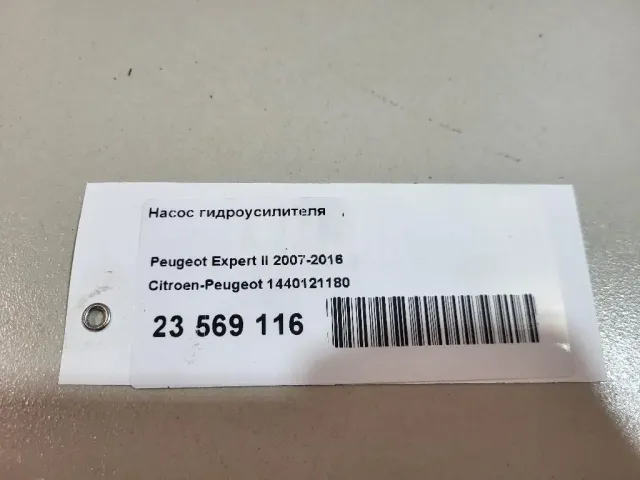 Насос гидроусилителя
Peugeot Expert II 2007-2016
Citroen-Peugeot 1440121180
23 569 116